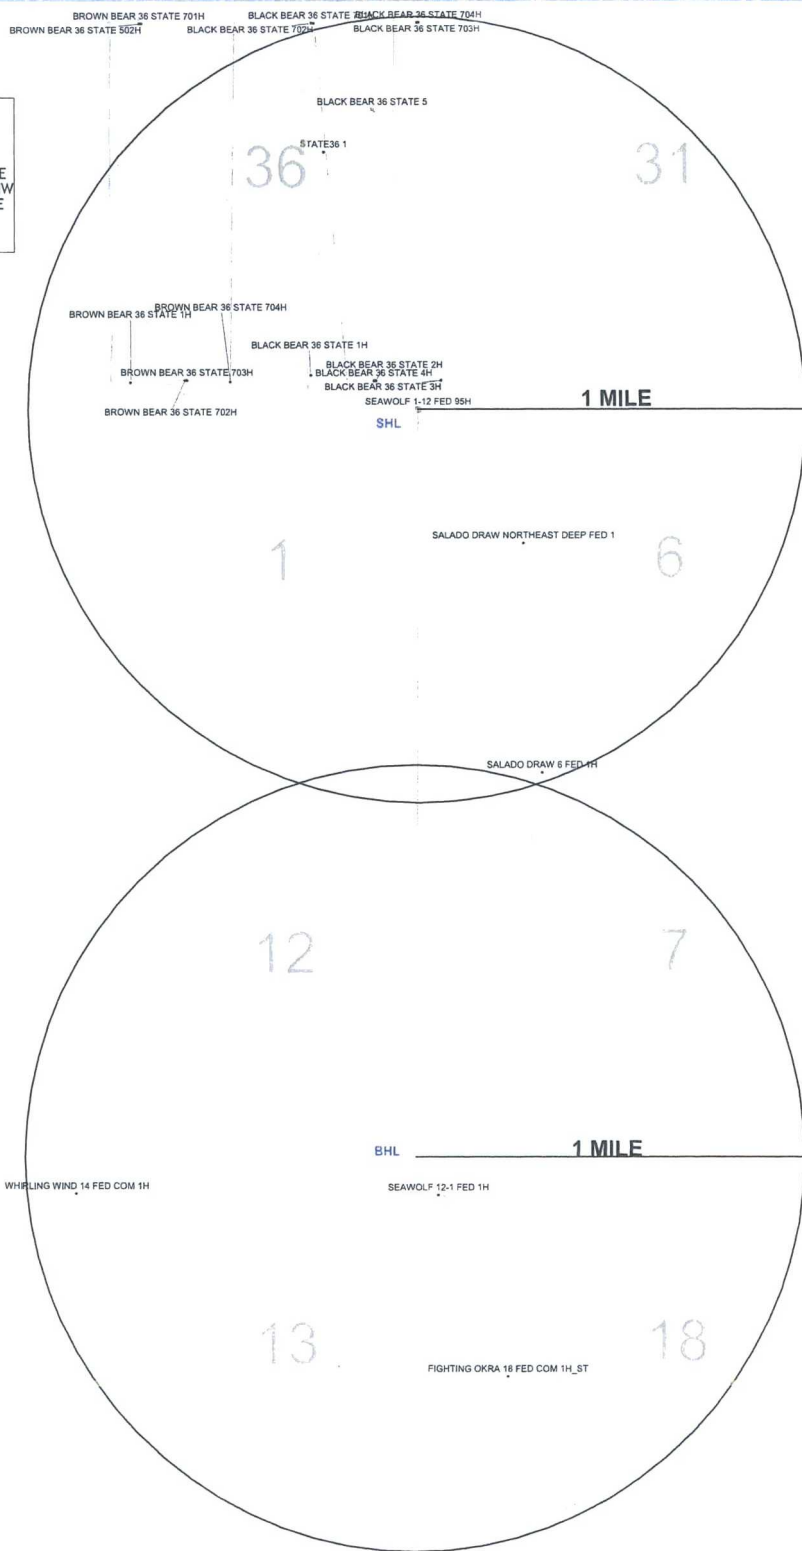 BROWN BEAR 36 STATE 701H
BLACK BEAR 36 STATE 704H
BROWN BEAR 36 STATE 502H
BLACK BEAR 36 STATE 702H
BLACK BEAR 36 STATE 703H
BLACK BEAR 36 STATE 5
STATE36 1
36
31
E
W
E
BROWN BEAR 36 STATE 704H
BROWN BEAR 36 STATE 1H
BLACK BEAR 36 STATE 1H
BLACK BEAR 36 STATE 2H
BROWN BEAR 36 STATE 703H
BLACK BEAR 36 STATE 4H
BLACK BEAR 36 STATE 3H
SEAWOLF 1-12 FED 95H
1 MILE
BROWN BEAR 36 STATE 702H
SHL
SALADO DRAW NORTHEAST DEEP FED 1
1
6
SALADO DRAW 6 FED 1H
12
7
BHL
1 MILE
WHIRLING WIND 14 FED COM 1H
SEAWOLF 12-1 FED 1H
13
18
FIGHTING OKRA 18 FED COM 1H_ST